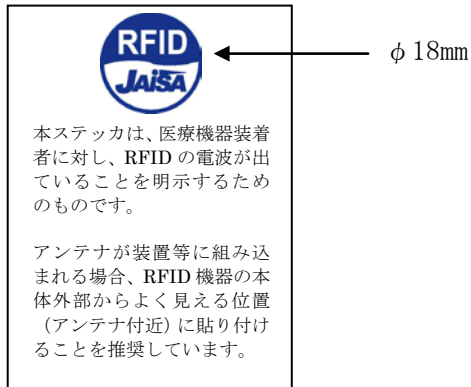 RFID
JAISA
φ18mm
本ステッカは、医療機器装着
者に対し、RFID の電波が出
ていることを明示するため
のものです。
アンテナが装置等に組み込
まれる場合、RFID 機器の本
体外部からよく見える位置
（アンテナ付近）に貼り付け
ることを推奨しています。